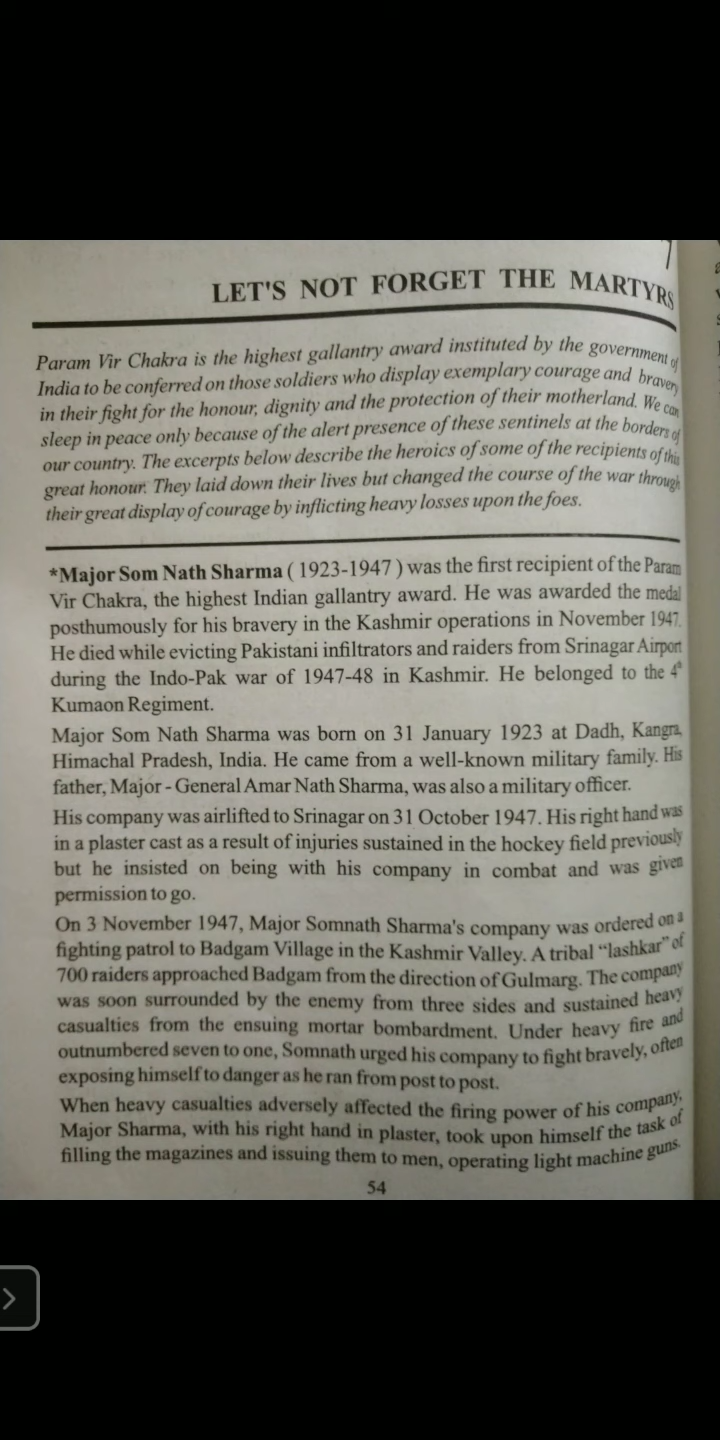 7
LET'S NOT FORGET THE MARTYRS
Param Vir Chakra is the highest gallantry award instituted by the government of
India to be conferred on those soldiers who display exemplary courage and bravery
in their fight for the honour, dignity and the protection of their motherland. We can
sleep in peace only because of the alert presence of these sentinels at the borders of
our country. The excerpts below describe the heroics of some of the recipients of this
great honour. They laid down their lives but changed the course of the war through
their great display of courage by inflicting heavy losses upon the foes.
*Major Som Nath Sharma ( 1923-1947 ) was the first recipient of the Param
Vir Chakra, the highest Indian gallantry award. He was awarded the medal
posthumously for his bravery in the Kashmir operations in November 1947.
He died while evicting Pakistani infiltrators and raiders from Srinagar Airport
during the Indo-Pak war of 1947-48 in Kashmir. He belonged to the 4th
Kumaon Regiment.
Major Som Nath Sharma was born on 31 January 1923 at Dadh, Kangra,
Himachal Pradesh, India. He came from a well-known military family. His
father, Major - General Amar Nath Sharma, was also a military officer.
His company was airlifted to Srinagar on 31 October 1947. His right hand was
in a plaster cast as a result of injuries sustained in the hockey field previously
but he insisted on being with his company in combat and was given
permission to go.
On 3 November 1947, Major Somnath Sharma's company was ordered on a
fighting patrol to Badgam Village in the Kashmir Valley. A tribal “lashkar” of
700 raiders approached Badgam from the direction of Gulmarg. The company
was soon surrounded by the enemy from three sides and sustained heavy
casualties from the ensuing mortar bombardment. Under heavy fire and
outnumbered seven to one, Somnath urged his company to fight bravely, often
exposing himself to danger as he ran from post to post.
When heavy casualties adversely affected the firing power of his company,
Major Sharma, with his right hand in plaster, took upon himself the task of
filling the magazines and issuing them to men, operating light machine guns.
54